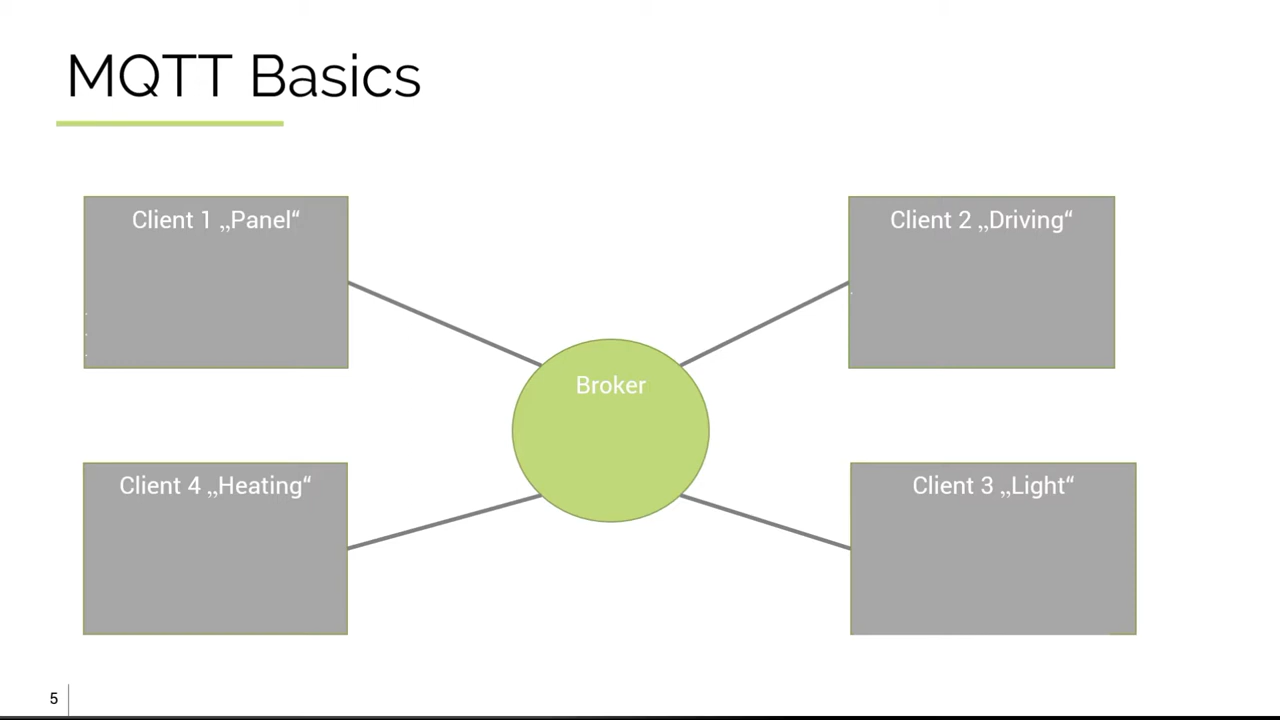 MQTT Basics
Client 1 „Panel“
Client 2 „Driving“
Broker
Client 4 „Heating“
Client 3 „Light“
5